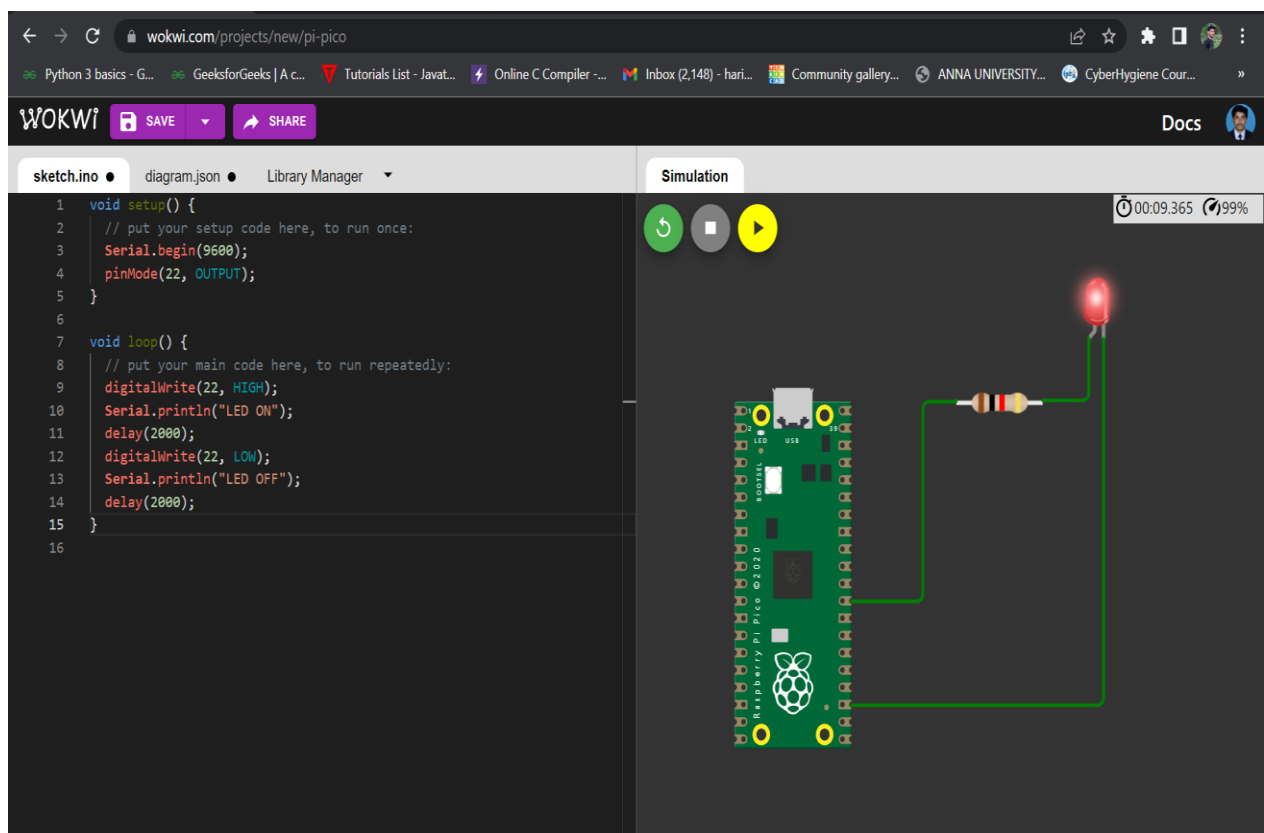 wokwi.com/projects/new/pi-pico
Python 3 basics - G... GeeksforGeeks | A c... Tutorials List - Javat... Online C Compiler -... Inbox (2,148) - hari... Community gallery... ANNA UNIVERSITY... CyberHygiene Cour... »
WOKWi SAVE SHARE Docs
sketch.ino ● diagram.json ● Library Manager Simulation
00:09.365 99%
1 void setup() {
2 // put your setup code here, to run once:
3 Serial.begin(9600);
4 pinMode(22, OUTPUT);
5 }
6
7 void loop() {
8 // put your main code here, to run repeatedly:
9 digitalWrite(22, HIGH);
10 Serial.println("LED ON");
11 delay(2000);
12 digitalWrite(22, LOW);
13 Serial.println("LED OFF");
14 delay(2000);
15 }
16
1
2 39
LED USB
BOOTSEL
Raspberry Pi Pico ©2020